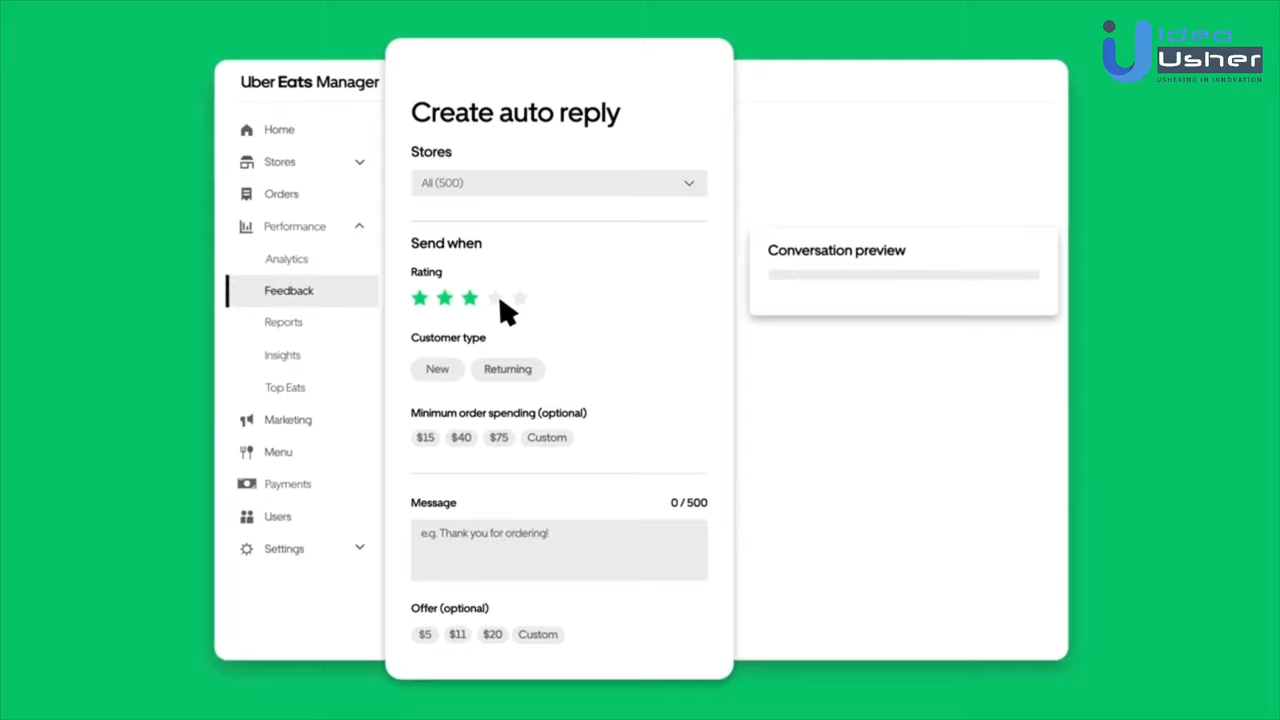 Idea
Usher
USHERING IN INNOVATION
Uber Eats Manager
Home
Stores
Orders
Performance
Analytics
Feedback
Reports
Insights
Top Eats
Marketing
Menu
Payments
Users
Settings
Create auto reply
Stores
All (500)
Send when
Rating
Customer type
New Returning
Minimum order spending (optional)
$15 $40 $75 Custom
Message 0 / 500
e.g. Thank you for ordering!
Offer (optional)
$5 $11 $20 Custom
Conversation preview